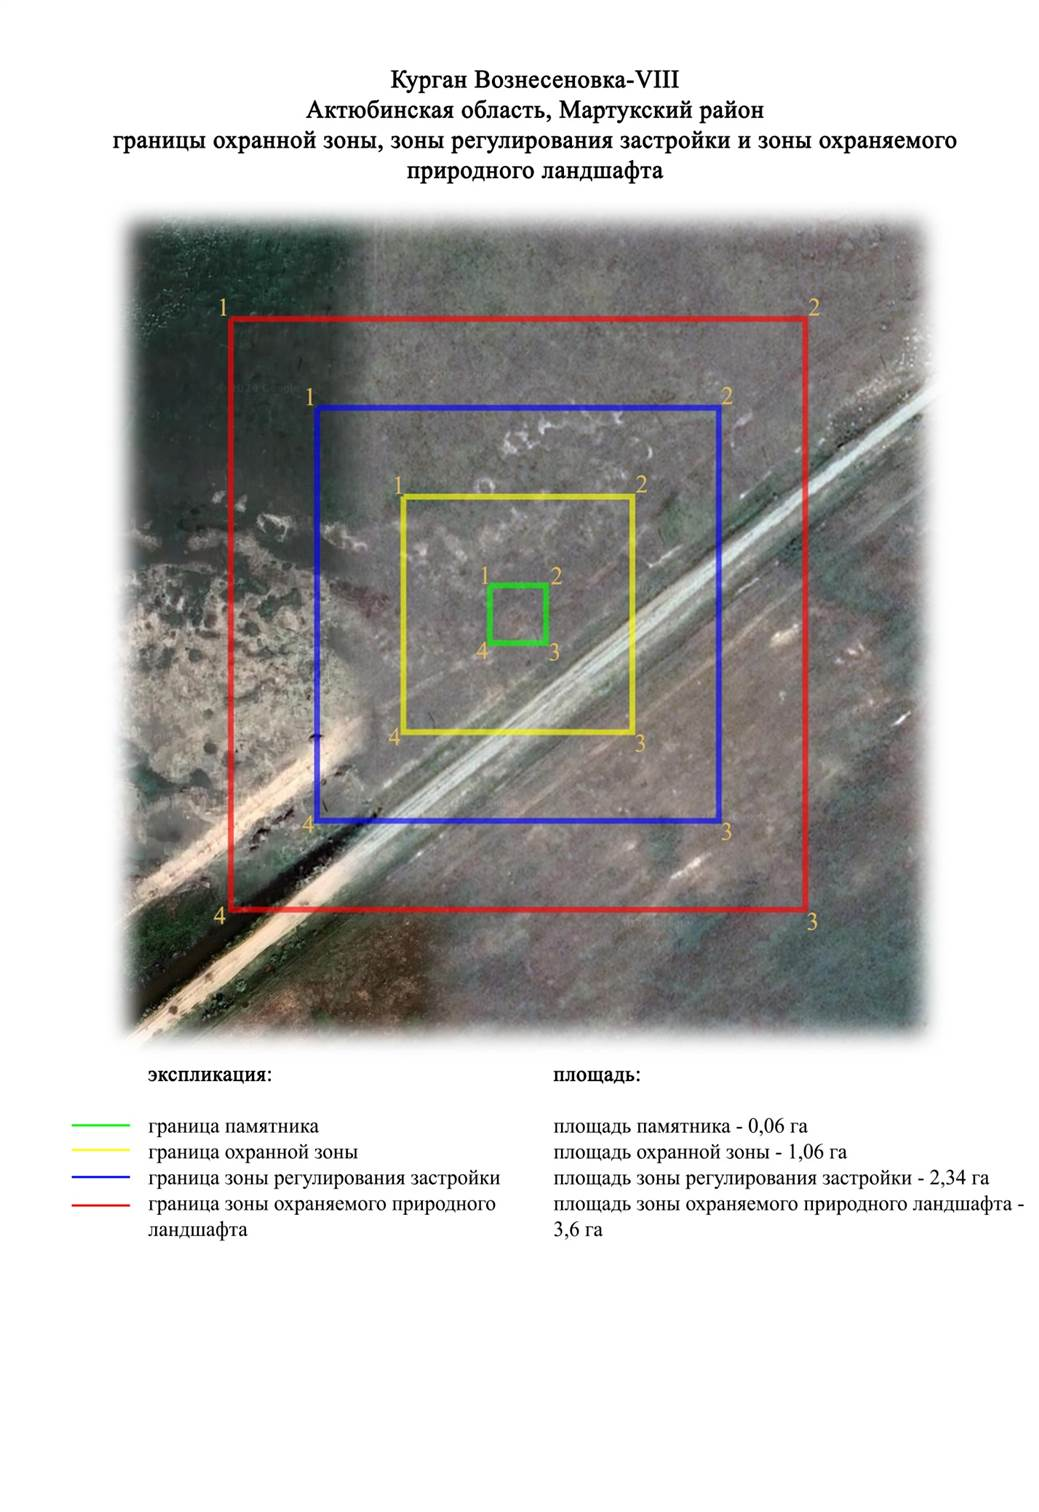 Курган Вознесеновка-VIII
Актюбинская область, Мартукский район
границы охранной зоны, зоны регулирования застройки и зоны охраняемого
природного ландшафта
1
2
1
2
1
2
1
2
4
3
4
3
4
3
4
3
экспликация:
площадь:
граница памятника
площадь памятника - 0,06 га
граница охранной зоны
площадь охранной зоны - 1,06 га
граница зоны регулирования застройки
площадь зоны регулирования застройки - 2,34 га
граница зоны охраняемого природного
ландшафта
площадь зоны охраняемого природного ландшафта -
3,6 га